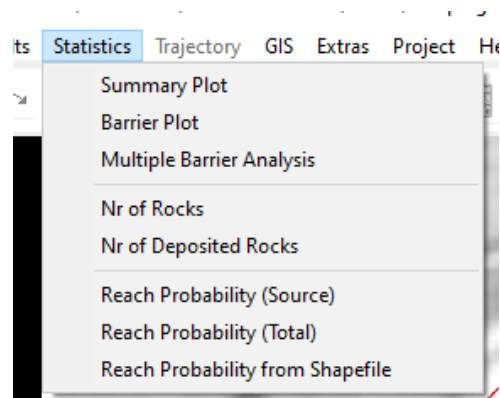 lts Statistics Trajectory GIS Extras Project He
Summary Plot
Barrier Plot
Multiple Barrier Analysis
Nr of Rocks
Nr of Deposited Rocks
Reach Probability (Source)
Reach Probability (Total)
Reach Probability from Shapefile